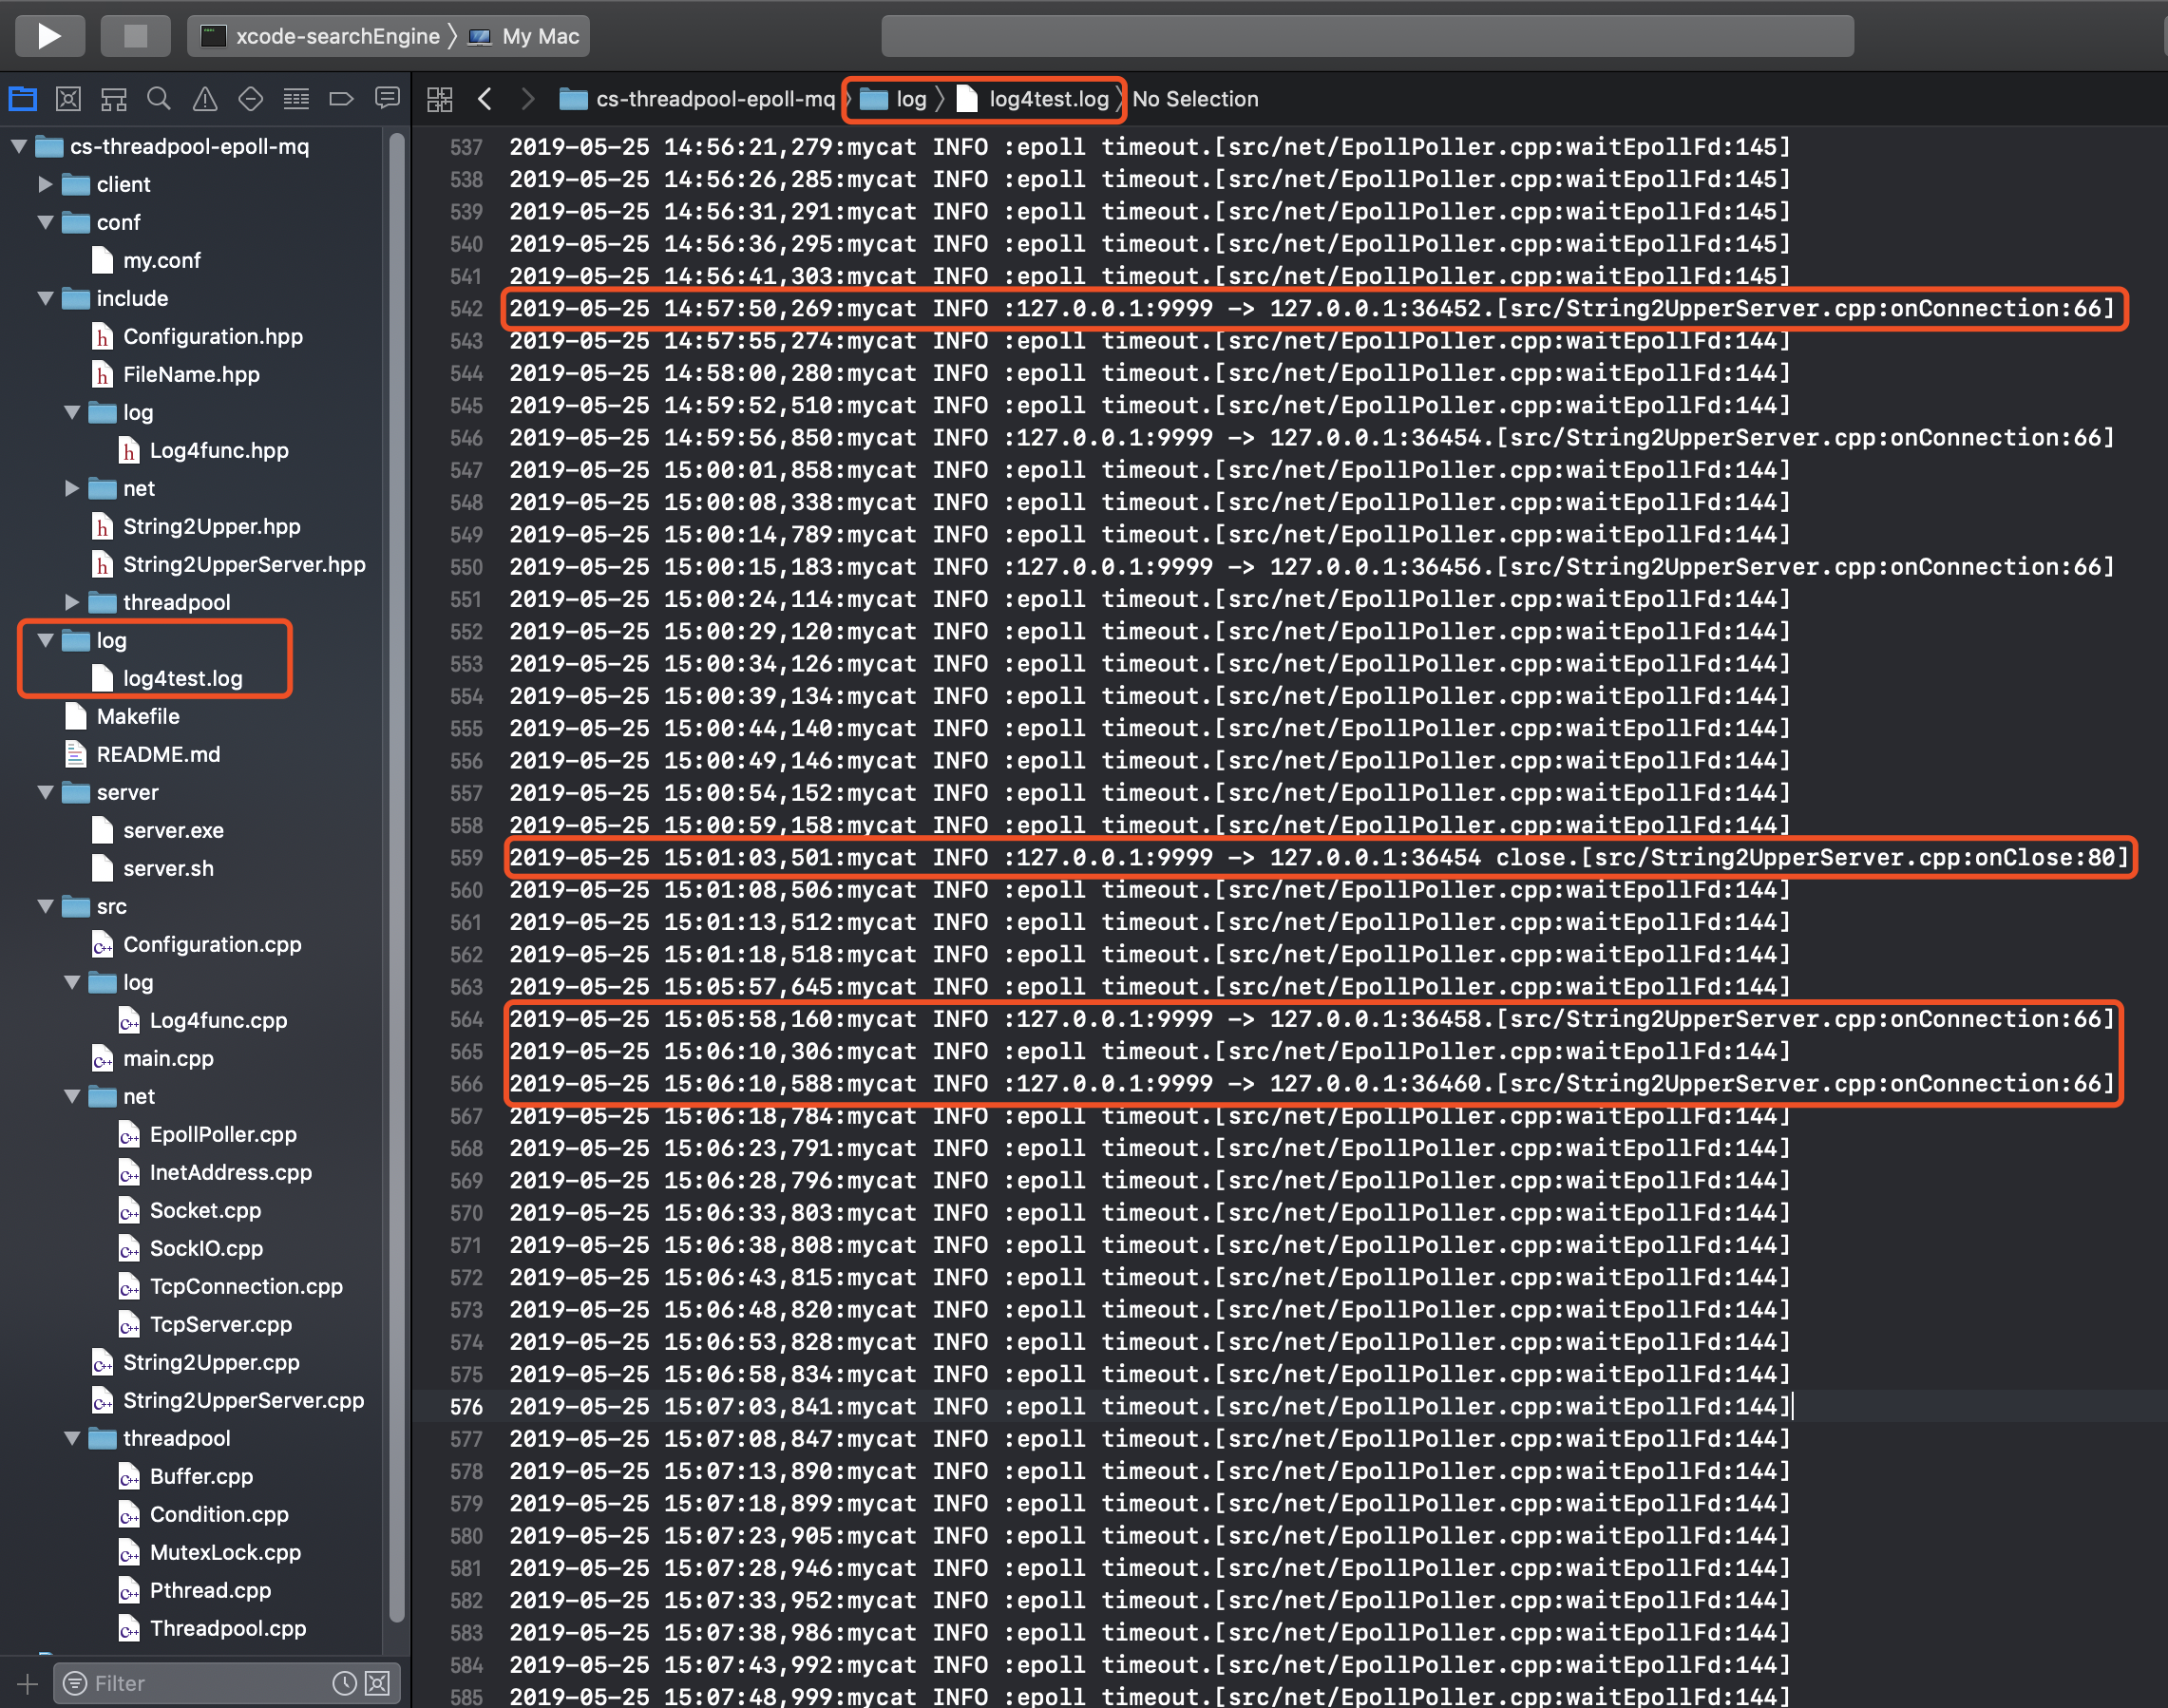 xcode-searchEngine 〉 My Mac
cs-threadpool-epoll-mq 〉 log 〉 log4test.log 〉 No Selection
cs-threadpool-epoll-mq
client
conf
my.conf
include
Configuration.hpp
FileName.hpp
log
Log4func.hpp
net
String2Upper.hpp
String2UpperServer.hpp
threadpool
log
log4test.log
Makefile
README.md
server
server.exe
server.sh
src
Configuration.cpp
log
Log4func.cpp
main.cpp
net
EpollPoller.cpp
InetAddress.cpp
Socket.cpp
SockIO.cpp
TcpConnection.cpp
TcpServer.cpp
String2Upper.cpp
String2UpperServer.cpp
threadpool
Buffer.cpp
Condition.cpp
MutexLock.cpp
Pthread.cpp
Threadpool.cpp
Filter
537 2019-05-25 14:56:21,279:mycat INFO :epoll timeout.[src/net/EpollPoller.cpp:waitEpollFd:145]
538 2019-05-25 14:56:26,285:mycat INFO :epoll timeout.[src/net/EpollPoller.cpp:waitEpollFd:145]
539 2019-05-25 14:56:31,291:mycat INFO :epoll timeout.[src/net/EpollPoller.cpp:waitEpollFd:145]
540 2019-05-25 14:56:36,295:mycat INFO :epoll timeout.[src/net/EpollPoller.cpp:waitEpollFd:145]
541 2019-05-25 14:56:41,303:mycat INFO :epoll timeout.[src/net/EpollPoller.cpp:waitEpollFd:145]
542 2019-05-25 14:57:50,269:mycat INFO :127.0.0.1:9999 -> 127.0.0.1:36452.[src/String2UpperServer.cpp:onConnection:66]
543 2019-05-25 14:57:55,274:mycat INFO :epoll timeout.[src/net/EpollPoller.cpp:waitEpollFd:144]
544 2019-05-25 14:58:00,280:mycat INFO :epoll timeout.[src/net/EpollPoller.cpp:waitEpollFd:144]
545 2019-05-25 14:59:52,510:mycat INFO :epoll timeout.[src/net/EpollPoller.cpp:waitEpollFd:144]
546 2019-05-25 14:59:56,850:mycat INFO :127.0.0.1:9999 -> 127.0.0.1:36454.[src/String2UpperServer.cpp:onConnection:66]
547 2019-05-25 15:00:01,858:mycat INFO :epoll timeout.[src/net/EpollPoller.cpp:waitEpollFd:144]
548 2019-05-25 15:00:08,338:mycat INFO :epoll timeout.[src/net/EpollPoller.cpp:waitEpollFd:144]
549 2019-05-25 15:00:14,789:mycat INFO :epoll timeout.[src/net/EpollPoller.cpp:waitEpollFd:144]
550 2019-05-25 15:00:15,183:mycat INFO :127.0.0.1:9999 -> 127.0.0.1:36456.[src/String2UpperServer.cpp:onConnection:66]
551 2019-05-25 15:00:24,114:mycat INFO :epoll timeout.[src/net/EpollPoller.cpp:waitEpollFd:144]
552 2019-05-25 15:00:29,120:mycat INFO :epoll timeout.[src/net/EpollPoller.cpp:waitEpollFd:144]
553 2019-05-25 15:00:34,126:mycat INFO :epoll timeout.[src/net/EpollPoller.cpp:waitEpollFd:144]
554 2019-05-25 15:00:39,134:mycat INFO :epoll timeout.[src/net/EpollPoller.cpp:waitEpollFd:144]
555 2019-05-25 15:00:44,140:mycat INFO :epoll timeout.[src/net/EpollPoller.cpp:waitEpollFd:144]
556 2019-05-25 15:00:49,146:mycat INFO :epoll timeout.[src/net/EpollPoller.cpp:waitEpollFd:144]
557 2019-05-25 15:00:54,152:mycat INFO :epoll timeout.[src/net/EpollPoller.cpp:waitEpollFd:144]
558 2019-05-25 15:00:59,158:mycat INFO :epoll timeout.[src/net/EpollPoller.cpp:waitEpollFd:144]
559 2019-05-25 15:01:03,501:mycat INFO :127.0.0.1:9999 -> 127.0.0.1:36454 close.[src/String2UpperServer.cpp:onClose:80]
560 2019-05-25 15:01:08,506:mycat INFO :epoll timeout.[src/net/EpollPoller.cpp:waitEpollFd:144]
561 2019-05-25 15:01:13,512:mycat INFO :epoll timeout.[src/net/EpollPoller.cpp:waitEpollFd:144]
562 2019-05-25 15:01:18,518:mycat INFO :epoll timeout.[src/net/EpollPoller.cpp:waitEpollFd:144]
563 2019-05-25 15:05:57,645:mycat INFO :epoll timeout.[src/net/EpollPoller.cpp:waitEpollFd:144]
564 2019-05-25 15:05:58,160:mycat INFO :127.0.0.1:9999 -> 127.0.0.1:36458.[src/String2UpperServer.cpp:onConnection:66]
565 2019-05-25 15:06:10,306:mycat INFO :epoll timeout.[src/net/EpollPoller.cpp:waitEpollFd:144]
566 2019-05-25 15:06:10,588:mycat INFO :127.0.0.1:9999 -> 127.0.0.1:36460.[src/String2UpperServer.cpp:onConnection:66]
567 2019-05-25 15:06:18,784:mycat INFO :epoll timeout.[src/net/EpollPoller.cpp:waitEpollFd:144]
568 2019-05-25 15:06:23,791:mycat INFO :epoll timeout.[src/net/EpollPoller.cpp:waitEpollFd:144]
569 2019-05-25 15:06:28,796:mycat INFO :epoll timeout.[src/net/EpollPoller.cpp:waitEpollFd:144]
570 2019-05-25 15:06:33,803:mycat INFO :epoll timeout.[src/net/EpollPoller.cpp:waitEpollFd:144]
571 2019-05-25 15:06:38,808:mycat INFO :epoll timeout.[src/net/EpollPoller.cpp:waitEpollFd:144]
572 2019-05-25 15:06:43,815:mycat INFO :epoll timeout.[src/net/EpollPoller.cpp:waitEpollFd:144]
573 2019-05-25 15:06:48,820:mycat INFO :epoll timeout.[src/net/EpollPoller.cpp:waitEpollFd:144]
574 2019-05-25 15:06:53,828:mycat INFO :epoll timeout.[src/net/EpollPoller.cpp:waitEpollFd:144]
575 2019-05-25 15:06:58,834:mycat INFO :epoll timeout.[src/net/EpollPoller.cpp:waitEpollFd:144]
576 2019-05-25 15:07:03,841:mycat INFO :epoll timeout.[src/net/EpollPoller.cpp:waitEpollFd:144]
577 2019-05-25 15:07:08,847:mycat INFO :epoll timeout.[src/net/EpollPoller.cpp:waitEpollFd:144]
578 2019-05-25 15:07:13,890:mycat INFO :epoll timeout.[src/net/EpollPoller.cpp:waitEpollFd:144]
579 2019-05-25 15:07:18,899:mycat INFO :epoll timeout.[src/net/EpollPoller.cpp:waitEpollFd:144]
580 2019-05-25 15:07:23,905:mycat INFO :epoll timeout.[src/net/EpollPoller.cpp:waitEpollFd:144]
581 2019-05-25 15:07:28,946:mycat INFO :epoll timeout.[src/net/EpollPoller.cpp:waitEpollFd:144]
582 2019-05-25 15:07:33,952:mycat INFO :epoll timeout.[src/net/EpollPoller.cpp:waitEpollFd:144]
583 2019-05-25 15:07:38,986:mycat INFO :epoll timeout.[src/net/EpollPoller.cpp:waitEpollFd:144]
584 2019-05-25 15:07:43,992:mycat INFO :epoll timeout.[src/net/EpollPoller.cpp:waitEpollFd:144]
585 2019-05-25 15:07:48,999:mycat INFO :epoll timeout.[src/net/EpollPoller.cpp:waitEpollFd:144]